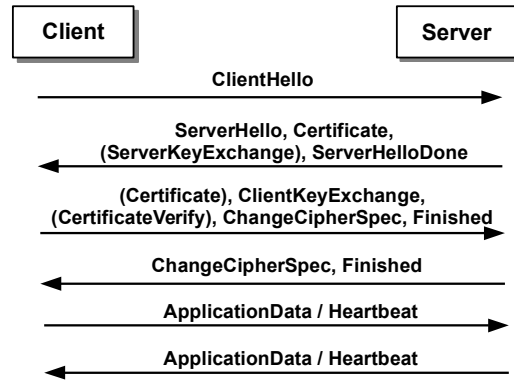 Client
Server
ClientHello
ServerHello, Certificate,
(ServerKeyExchange), ServerHelloDone
(Certificate), ClientKeyExchange,
(CertificateVerify), ChangeCipherSpec, Finished
ChangeCipherSpec, Finished
ApplicationData / Heartbeat
ApplicationData / Heartbeat